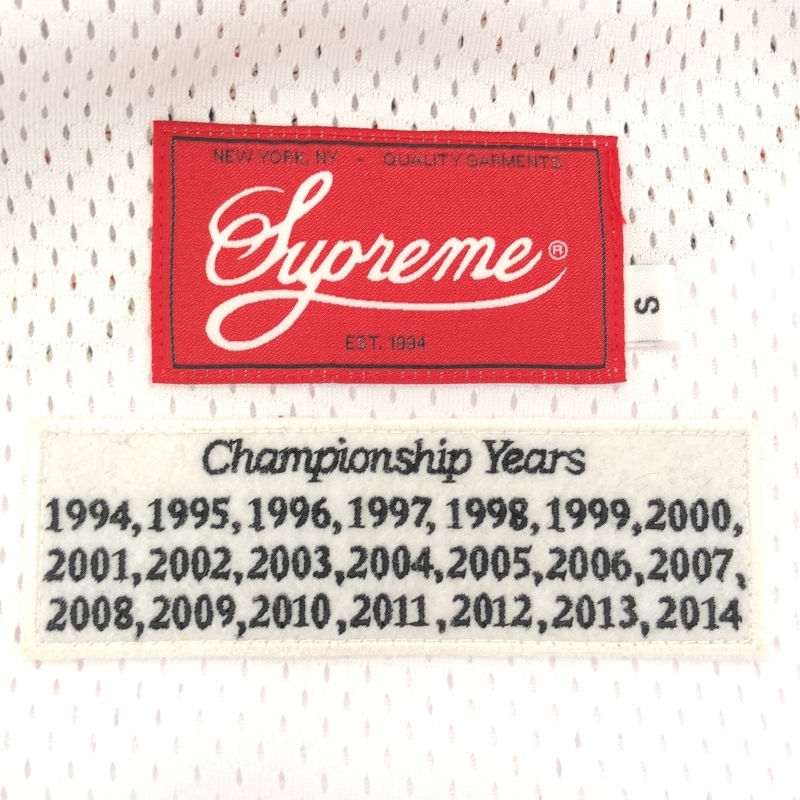 NEW YORK, NY - QUALITY GARMENTS
Supreme®
EST. 1994
S
Championship Years
1994, 1995, 1996, 1997, 1998, 1999, 2000,
2001, 2002, 2003, 2004, 2005, 2006, 2007,
2008, 2009, 2010, 2011, 2012, 2013, 2014